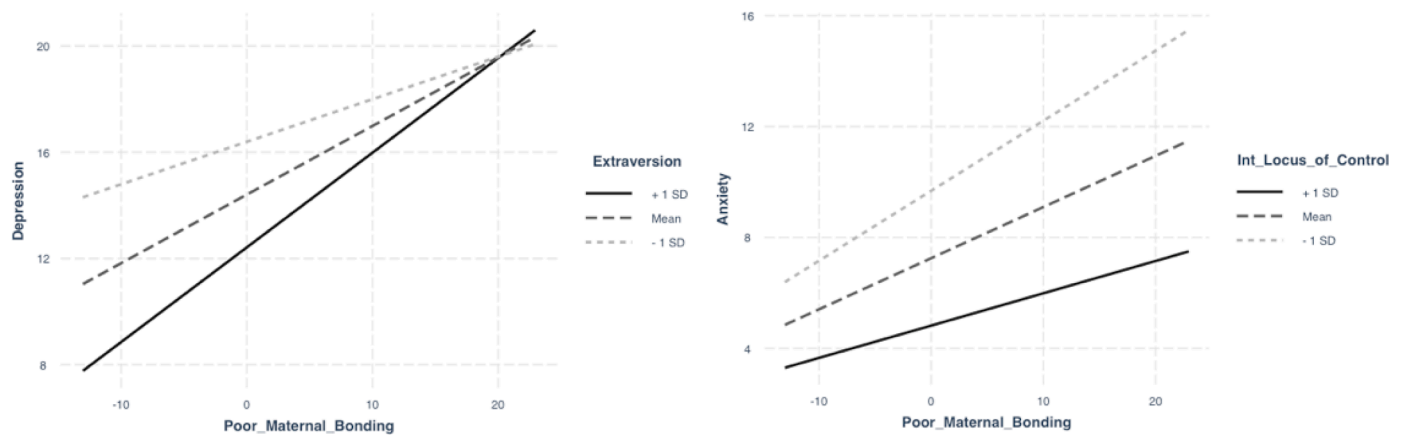 20
16
12
8
-10
0
10
20
Depression
Poor_Maternal_Bonding
Extraversion
+ 1 SD
Mean
- 1 SD
16
12
8
4
-10
0
10
20
Anxiety
Poor_Maternal_Bonding
Int_Locus_of_Control
+ 1 SD
Mean
- 1 SD